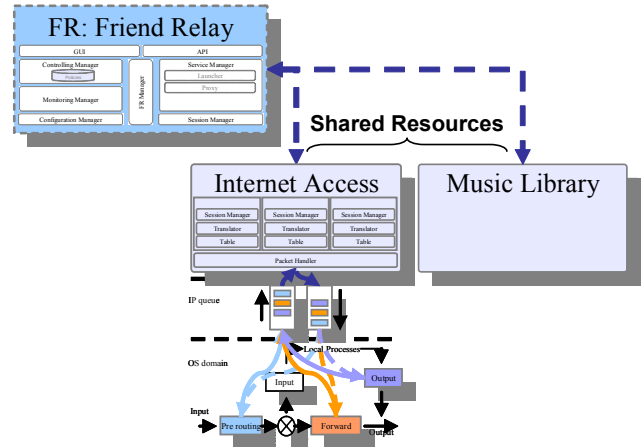 FR: Friend Relay
GUI
API
Controlling Manager
Policies
Monitoring Manager
Configuration Manager
FR Manager
Service Manager
Launcher
Proxy
Session Manager
Shared Resources
Internet Access
Music Library
Session Manager
Session Manager
Session Manager
Translator
Translator
Translator
Table
Table
Table
Packet Handler
IP queue
Local Processes
OS domain
Input
Output
Input
Pre routing
Forward
Output